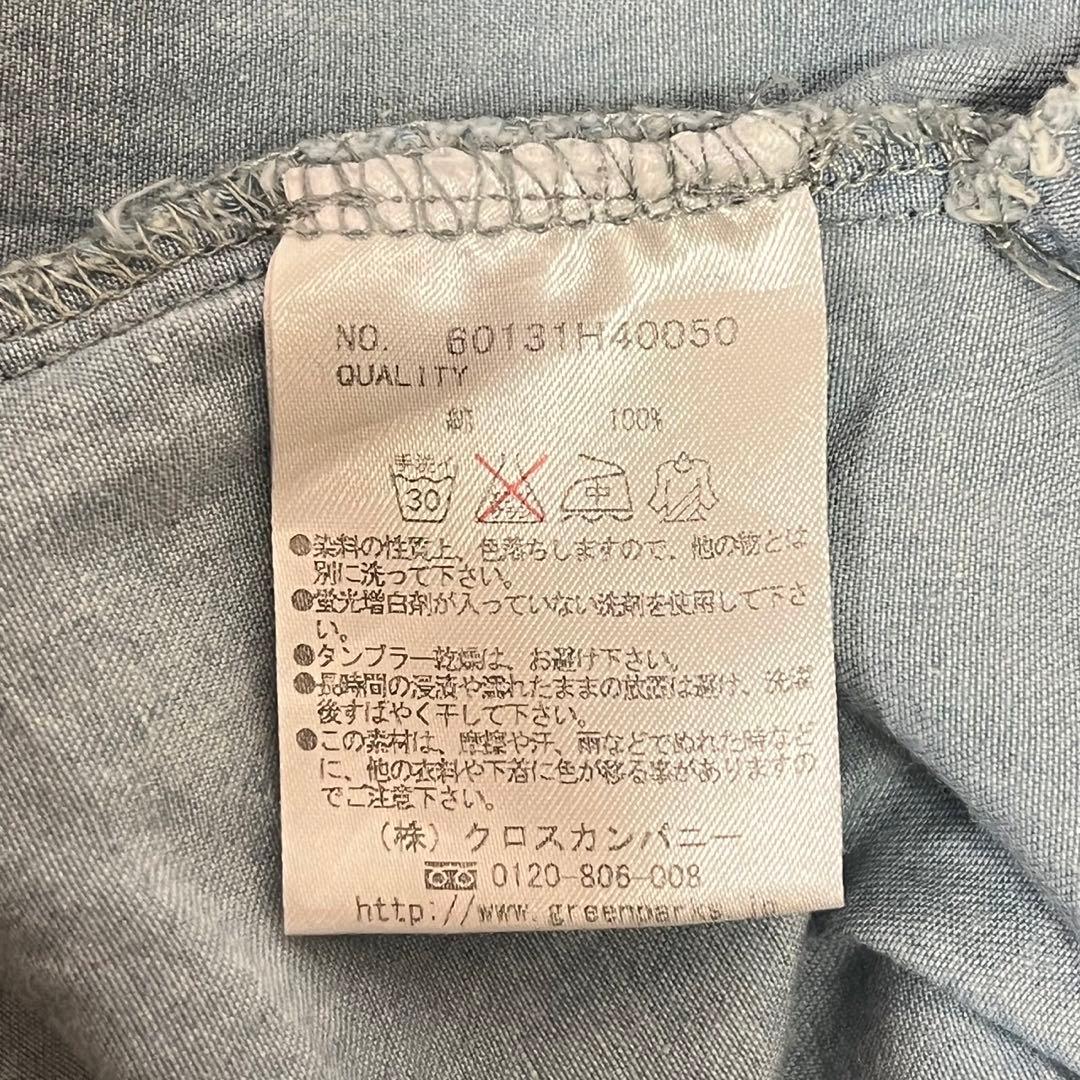 NO. 60131H40050
QUALITY
綿 100%
手洗イ
30 中
●染料の性質上、色落ちしますので、他の物とは
別に洗って下さい。
●蛍光増白剤が入っていない洗剤を使用して下さ
い。
●タンブラー乾燥は、お避け下さい。
●長時間の浸漬や濡れたままの放置は避け、洗濯
後すばやく干して下さい。
●この素材は、摩擦や汗、雨などでぬれた時など
に、他の衣料や下着に色が移る事がありますの
でご注意下さい。
(株)クロスカンパニー
0120-806-008
http://www.greenparks.jp